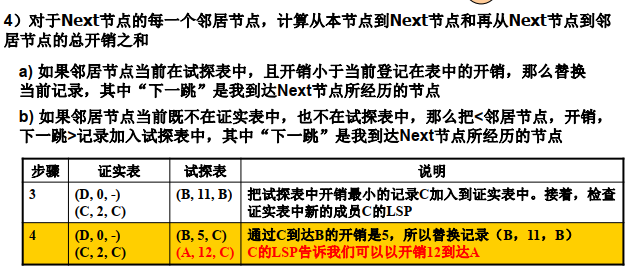 4）对于Next节点的每一个邻居节点，计算从本节点到Next节点和再从Next节点到邻
居节点的总开销之和
a) 如果邻居节点当前在试探表中，且开销小于当前登记在表中的开销，那么替换
当前记录，其中“下一跳”是我到达Next节点所经历的节点
b) 如果邻居节点当前既不在证实表中，也不在试探表中，那么把<邻居节点，开销，
下一跳>记录加入试探表中，其中“下一跳”是我到达Next节点所经历的节点
步骤 证实表 试探表 说明
3 (D, 0, -) (B, 11, B) 把试探表中开销最小的记录C加入到证实表中。接着，检查
(C, 2, C) 证实表中新的成员C的LSP
4 (D, 0, -) (B, 5, C) 通过C到达B的开销是5，所以替换记录（B，11，B）
(C, 2, C) (A, 12, C) C的LSP告诉我们可以以开销12到达A